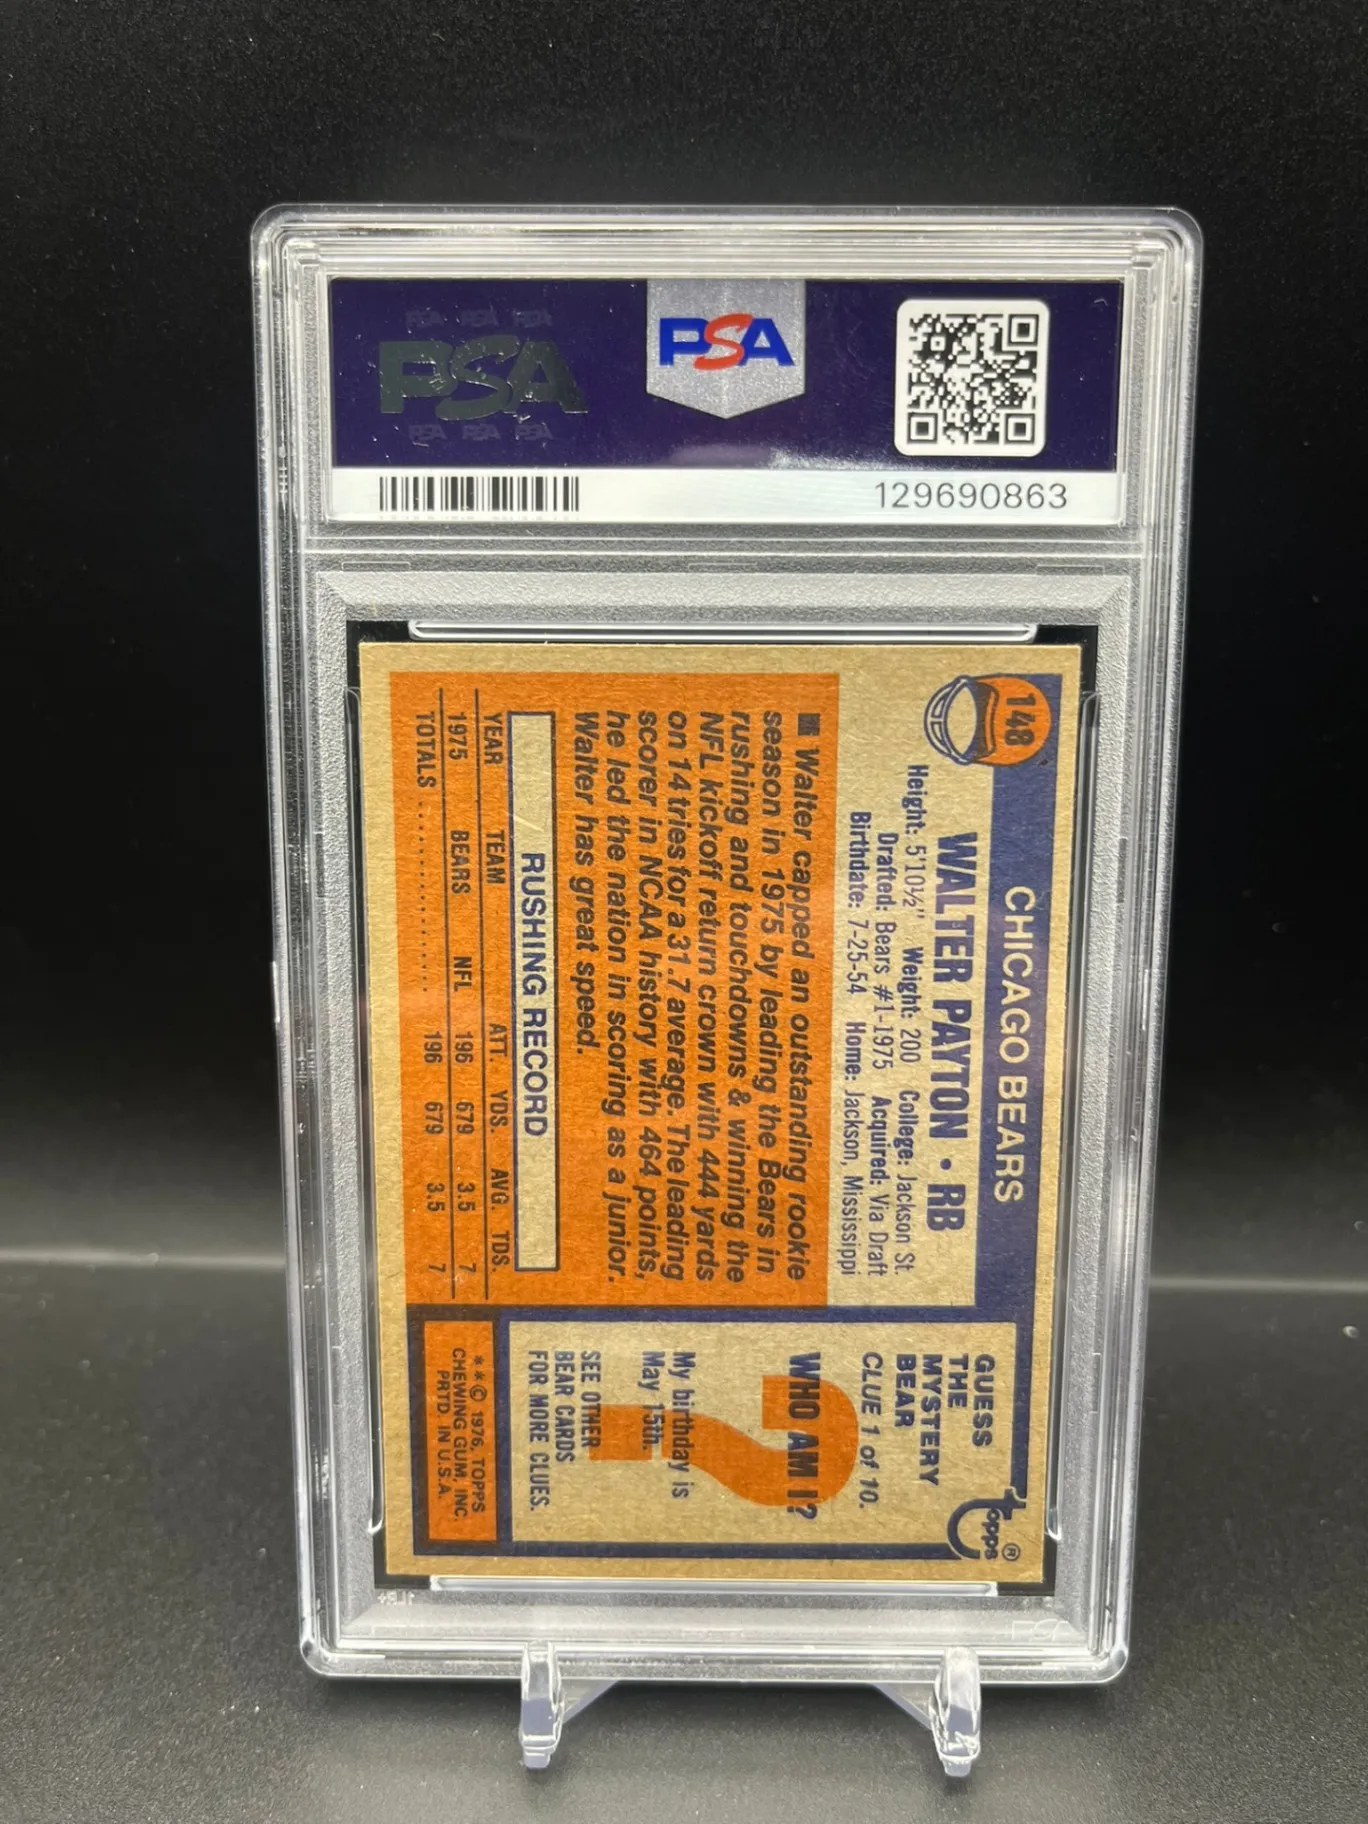 PSA PSA PSA
PSA
PSA PSA PSA
PSA
129690863
148
CHICAGO BEARS
WALTER PAYTON • RB
Height: 5'10½" Weight: 200 College: Jackson St.
Drafted: Bears #1-1975 Acquired: Via Draft
Birthdate: 7-25-54 Home: Jackson, Mississippi
■ Walter capped an outstanding rookie
season in 1975 by leading the Bears in
rushing and touchdowns & winning the
NFL kickoff return crown with 444 yards
on 14 tries for a 31.7 average. The leading
scorer in NCAA history with 464 points,
he led the nation in scoring as a junior.
Walter has great speed.
RUSHING RECORD
YEAR TEAM ATT. YDS. AVG. TDS.
1975 BEARS NFL 196 679 3.5 7
TOTALS .................. 196 679 3.5 7
Topps®
GUESS
THE
MYSTERY
BEAR
CLUE 1 of 10.
WHO AM I?
?
My birthday is
May 15th.
SEE OTHER
BEAR CARDS
FOR MORE CLUES.
**© 1976, TOPPS
CHEWING GUM, INC.
PRTD. IN U.S.A.